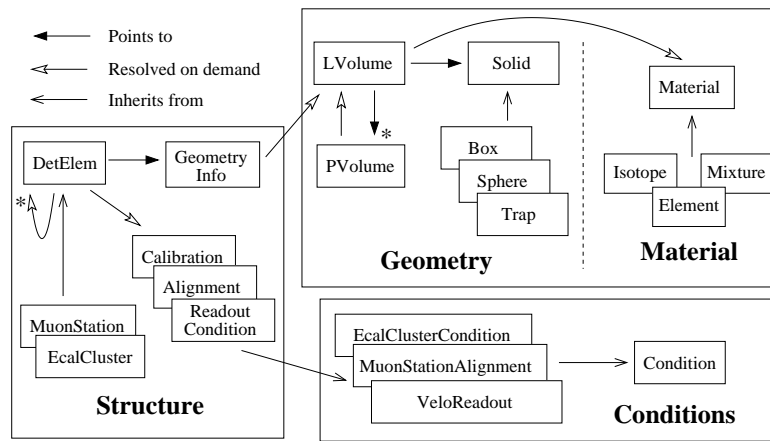 Points to
Resolved on demand
Inherits from
LVolume
Solid
Material
*
PVolume
Box
Sphere
Trap
Isotope
Mixture
Element
Geometry
Material
DetElem
Geometry
Info
*
Calibration
Alignment
Readout
Condition
MuonStation
EcalCluster
Structure
EcalClusterCondition
MuonStationAlignment
VeloReadout
Condition
Conditions